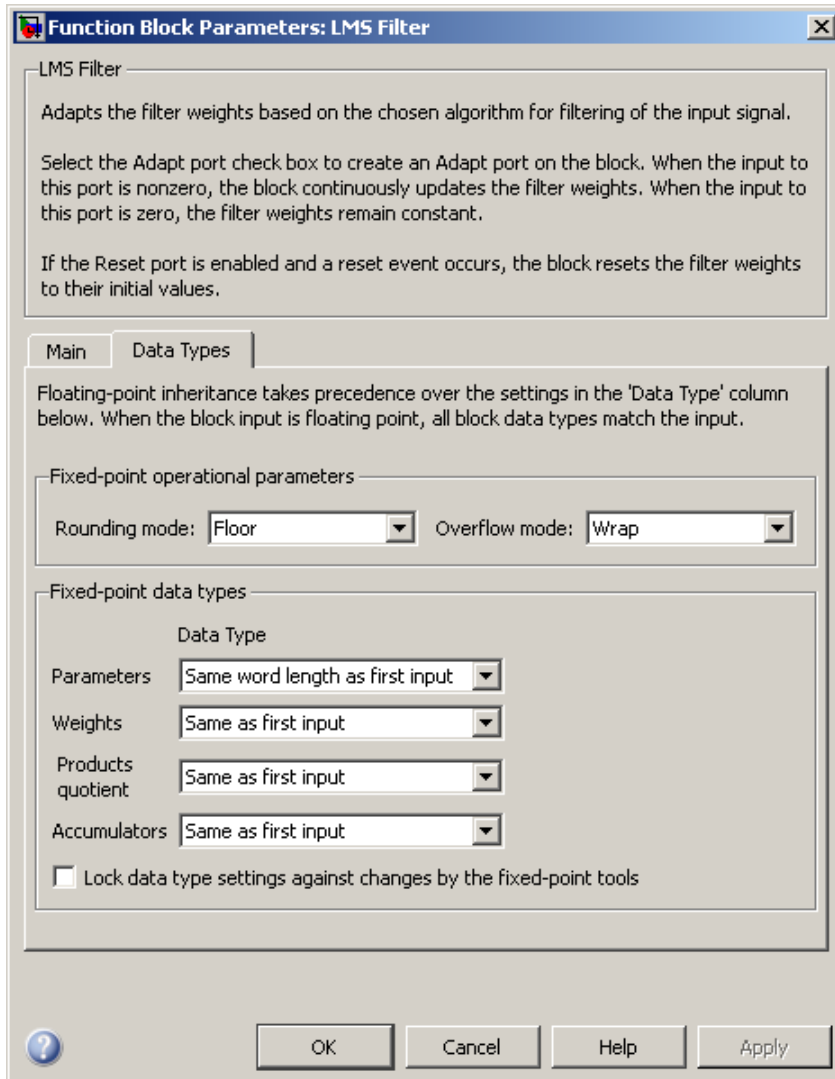 Function Block Parameters: LMS Filter
LMS Filter
Adapts the filter weights based on the chosen algorithm for filtering of the input signal.
Select the Adapt port check box to create an Adapt port on the block. When the input to
this port is nonzero, the block continuously updates the filter weights. When the input to
this port is zero, the filter weights remain constant.
If the Reset port is enabled and a reset event occurs, the block resets the filter weights
to their initial values.
Main Data Types
Floating-point inheritance takes precedence over the settings in the 'Data Type' column
below. When the block input is floating point, all block data types match the input.
Fixed-point operational parameters
Rounding mode: Floor Overflow mode: Wrap
Fixed-point data types
Data Type
Parameters Same word length as first input
Weights Same as first input
Products
quotient Same as first input
Accumulators Same as first input
Lock data type settings against changes by the fixed-point tools
? OK Cancel Help Apply